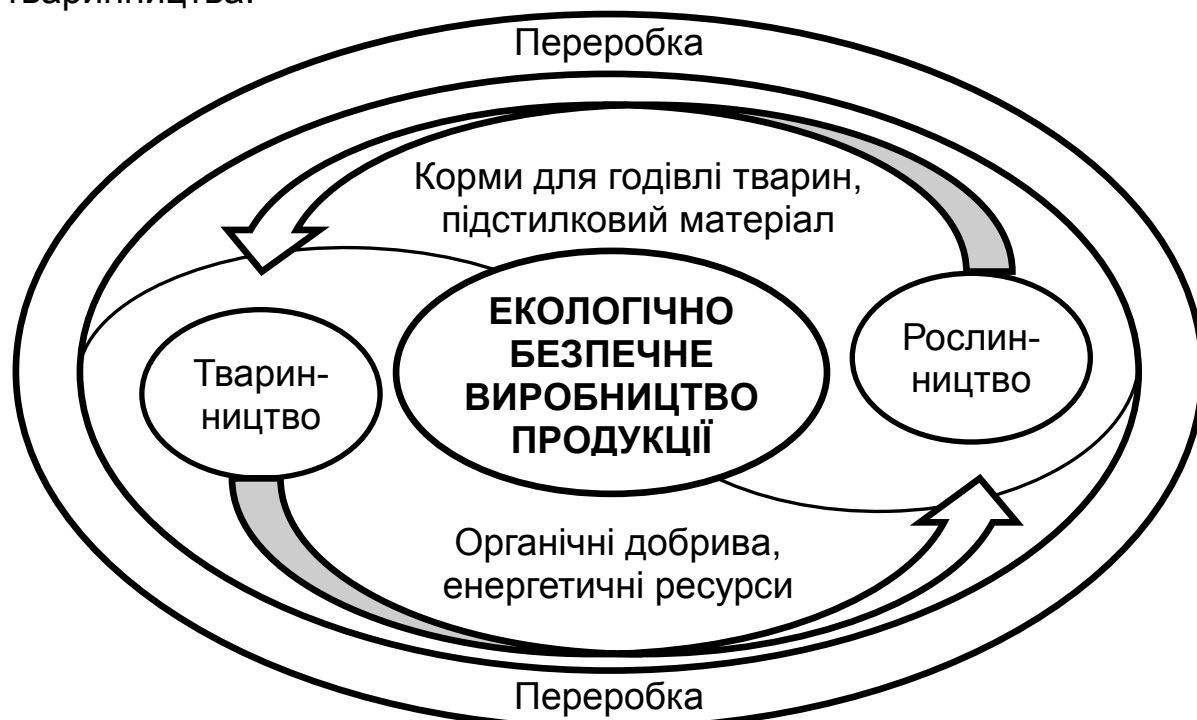 тваринництва.
Переробка
Корми для годівлі тварин,
підстилковий матеріал
ЕКОЛОГІЧНО
БЕЗПЕЧНЕ
ВИРОБНИЦТВО
ПРОДУКЦІЇ
Рослин-
ництво
Тварин-
ництво
Органічні добрива,
енергетичні ресурси
Переробка